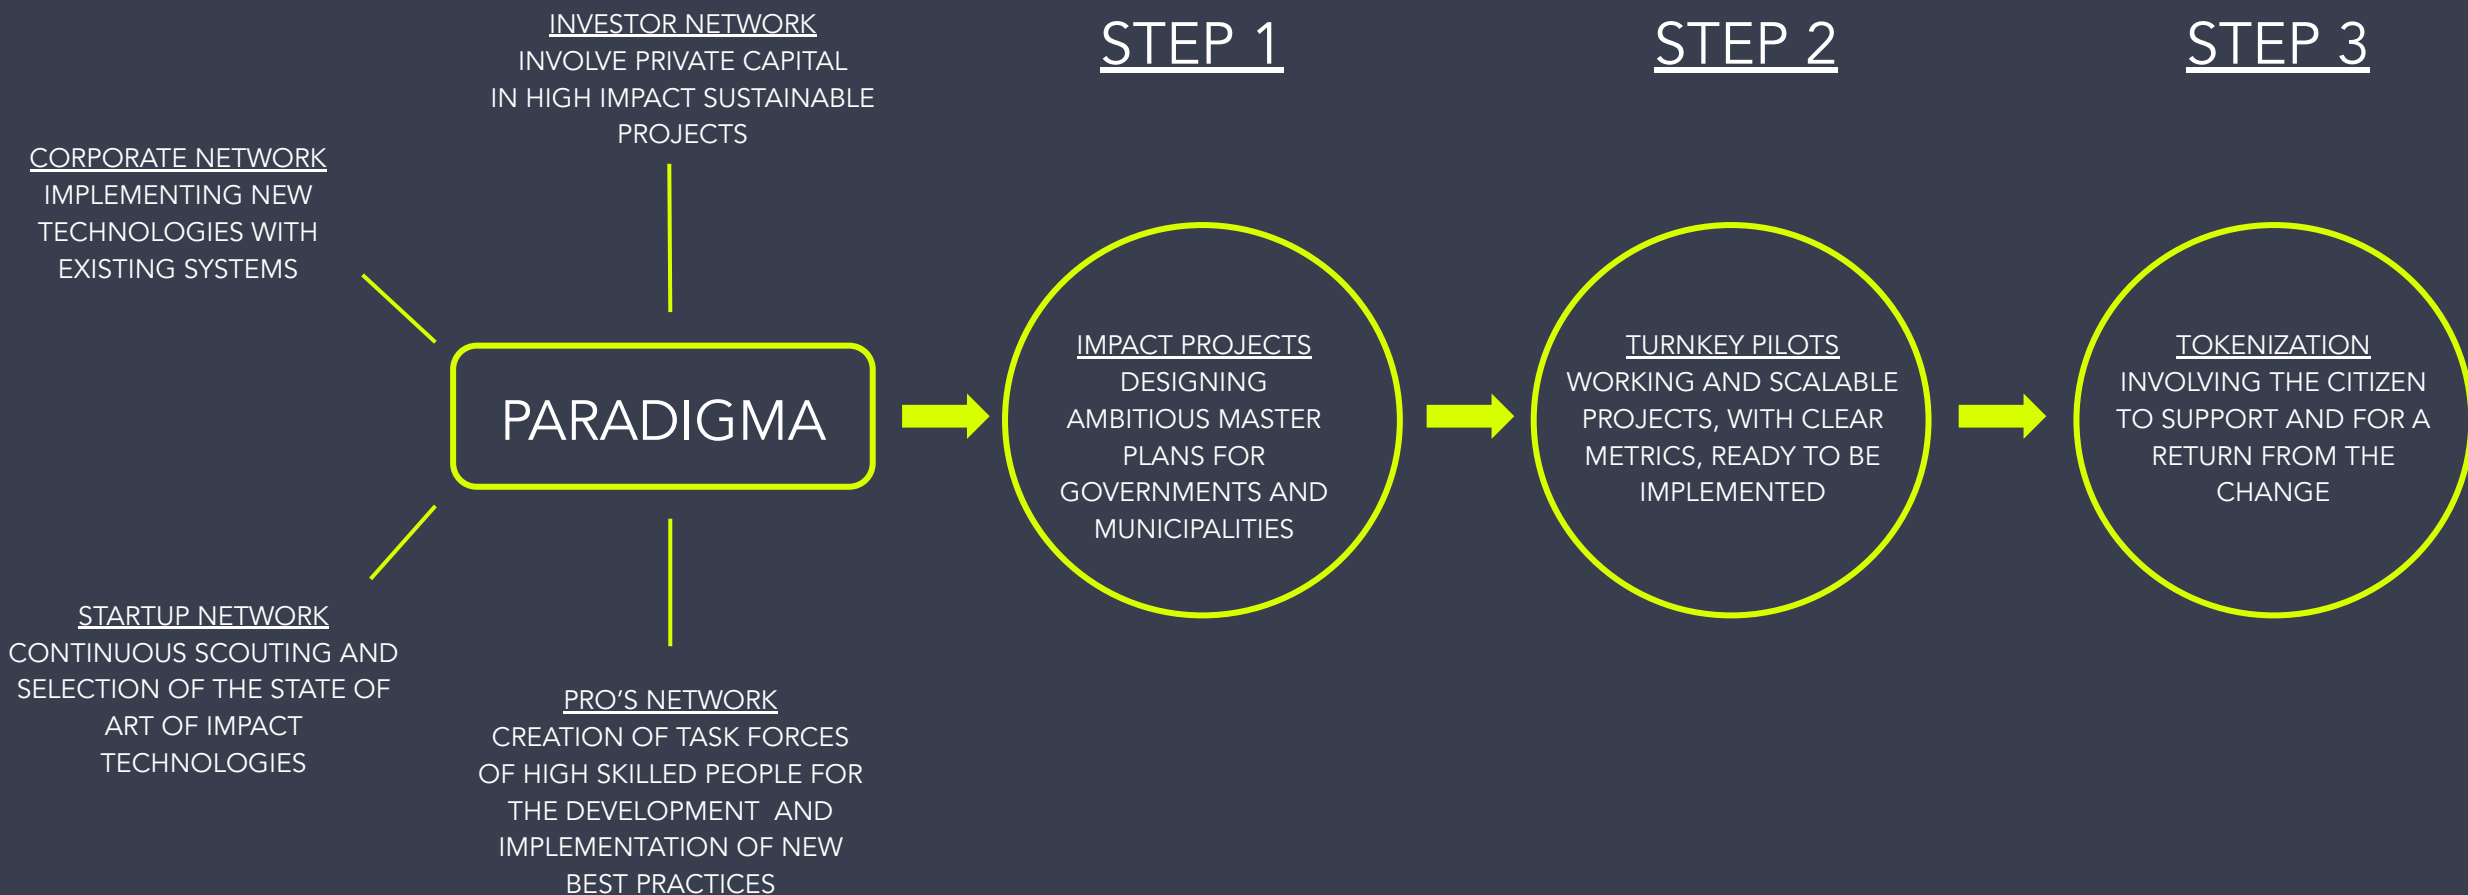 INVESTOR NETWORK
INVOLVE PRIVATE CAPITAL
IN HIGH IMPACT SUSTAINABLE
PROJECTS
CORPORATE NETWORK
IMPLEMENTING NEW
TECHNOLOGIES WITH
EXISTING SYSTEMS
PARADIGMA
STARTUP NETWORK
CONTINUOUS SCOUTING AND
SELECTION OF THE STATE OF
ART OF IMPACT
TECHNOLOGIES
PRO’S NETWORK
CREATION OF TASK FORCES
OF HIGH SKILLED PEOPLE FOR
THE DEVELOPMENT AND
IMPLEMENTATION OF NEW
BEST PRACTICES
STEP 1
IMPACT PROJECTS
DESIGNING
AMBITIOUS MASTER
PLANS FOR
GOVERNMENTS AND
MUNICIPALITIES
STEP 2
TURNKEY PILOTS
WORKING AND SCALABLE
PROJECTS, WITH CLEAR
METRICS, READY TO BE
IMPLEMENTED
STEP 3
TOKENIZATION
INVOLVING THE CITIZEN
TO SUPPORT AND FOR A
RETURN FROM THE
CHANGE